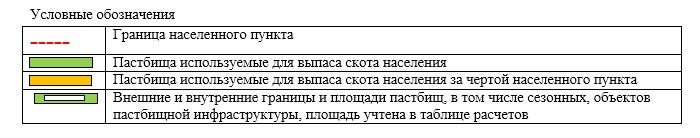 Условные обозначения
Граница населенного пункта
Пастбища используемые для выпаса скота населения
Пастбища используемые для выпаса скота населения за чертой населенного пункта
Внешние и внутренние границы и площади пастбищ, в том числе сезонных, объектов
пастбищной инфраструктуры, площадь учтена в таблице расчетов